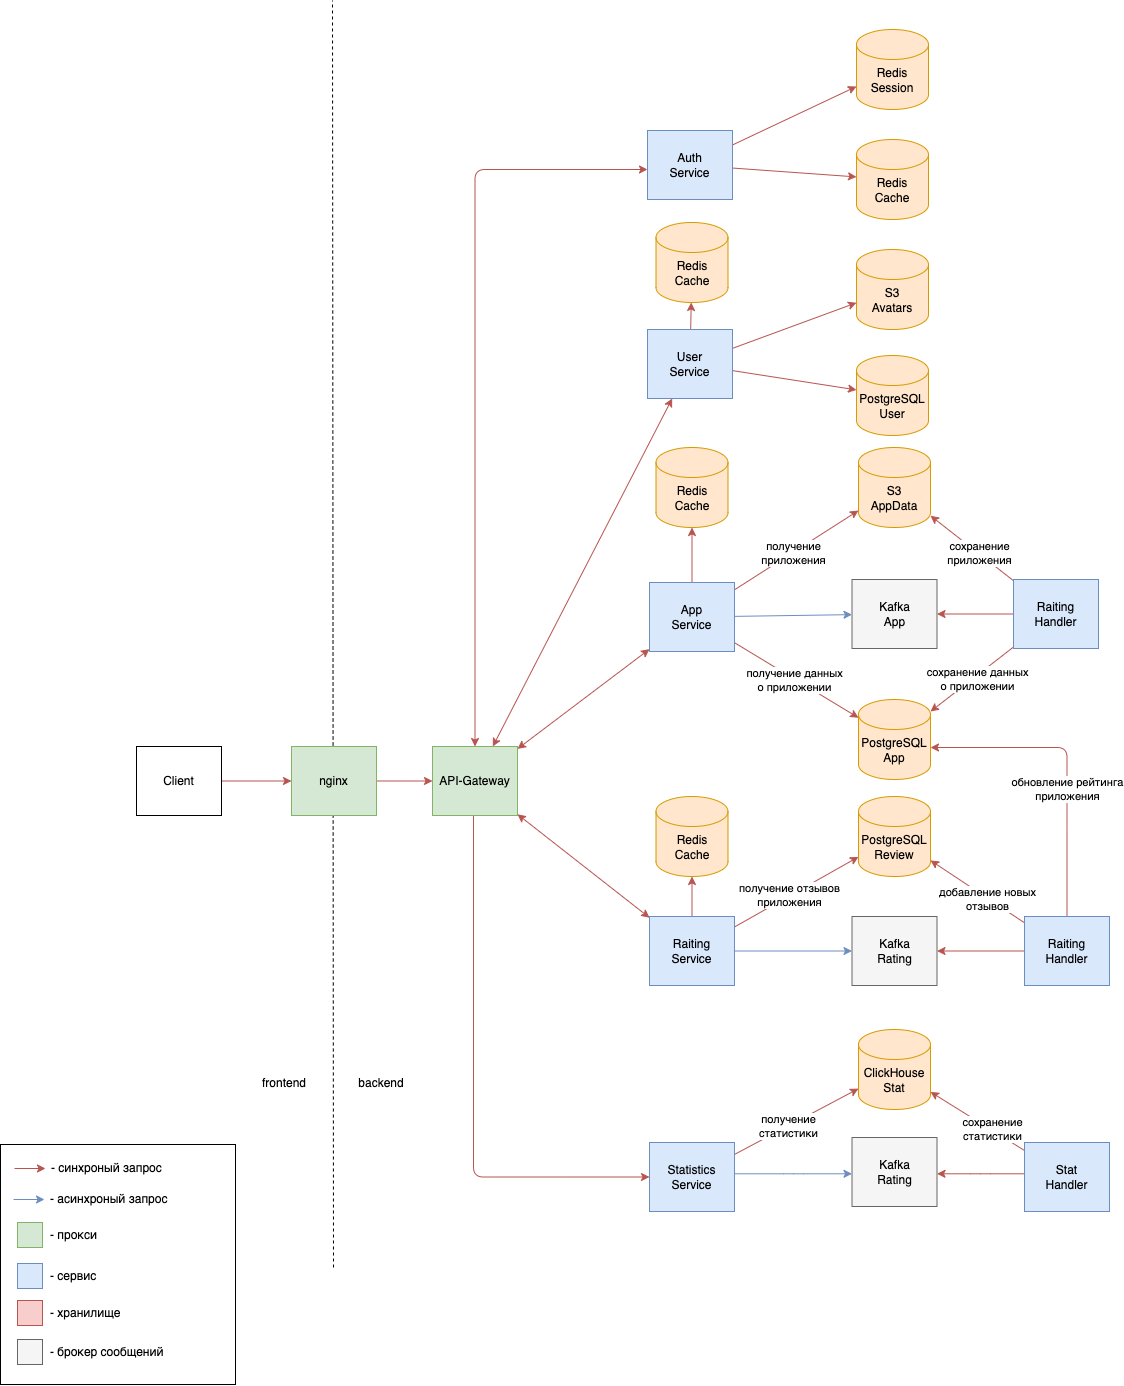 Redis
Session
Auth
Service
Redis
Cache
Redis
Cache
S3
Avatars
User
Service
PostgreSQL
User
Redis
Cache
S3
AppData
получение
приложения
сохранение
приложения
App
Service
Kafka
App
Raiting
Handler
получение данных
о приложении
сохранение данных
о приложении
PostgreSQL
App
Client
nginx
API-Gateway
обновление рейтинга
приложения
Redis
Cache
PostgreSQL
Review
получение отзывов
приложения
добавление новых
отзывов
Raiting
Service
Kafka
Rating
Raiting
Handler
frontend
backend
ClickHouse
Stat
получение
статистики
сохранение
статистики
Statistics
Service
Kafka
Rating
Stat
Handler
- синхроный запрос
- асинхроный запрос
- прокси
- сервис
- хранилище
- брокер сообщений